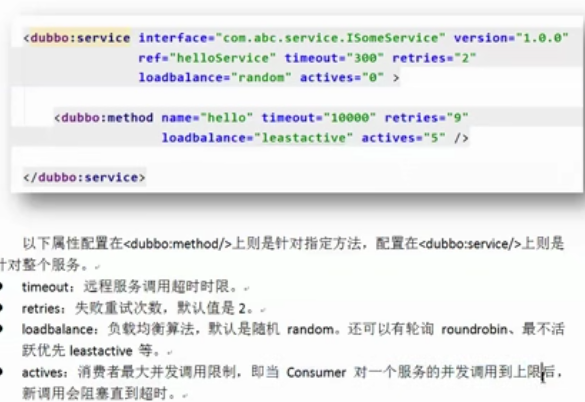 <dubbo:service interface="com.abc.service.ISomeService" version="1.0.0"
ref="helloService" timeout="300" retries="2"
loadbalance="random" actives="0" >
<dubbo:method name="hello" timeout="10000" retries="9"
loadbalance="leastactive" actives="5" />
</dubbo:service>
以下属性配置在<dubbo:method/>上则是针对指定方法，配置在<dubbo:service/>上则是
针对整个服务。
● timeout：远程服务调用超时时限。
● retries：失败重试次数，默认值是 2。
● loadbalance：负载均衡算法，默认是随机 random。还可以有轮询 roundrobin、最不活
跃优先 leastactive 等。
● actives：消费者最大并发调用限制，即当 Consumer 对一个服务的并发调用到上限后，
新调用会阻塞直到超时。